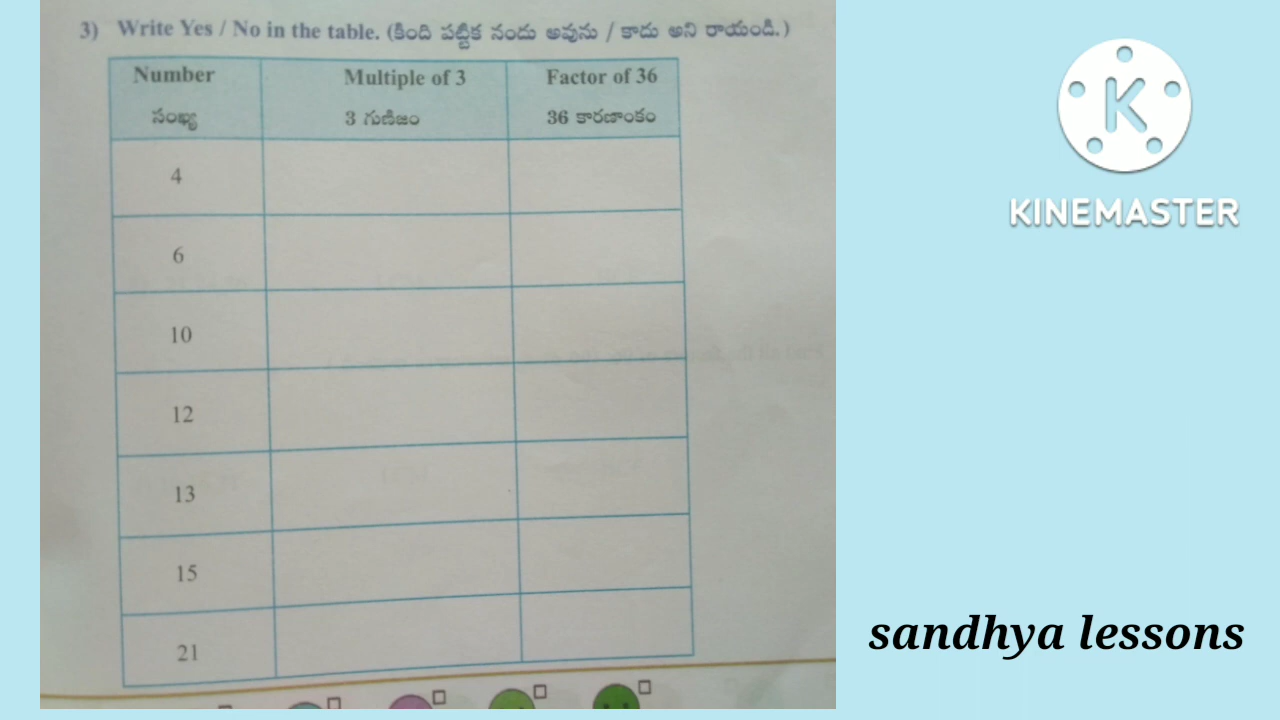 3) Write Yes / No in the table. (కింది పట్టిక నందు అవును / కాదు అని రాయండి.)
Number Multiple of 3 Factor of 36
సంఖ్య 3 గుణిజం 36 కారణాంకం
4
6
10
12
13
15
21
KINEMASTER
sandhya lessons